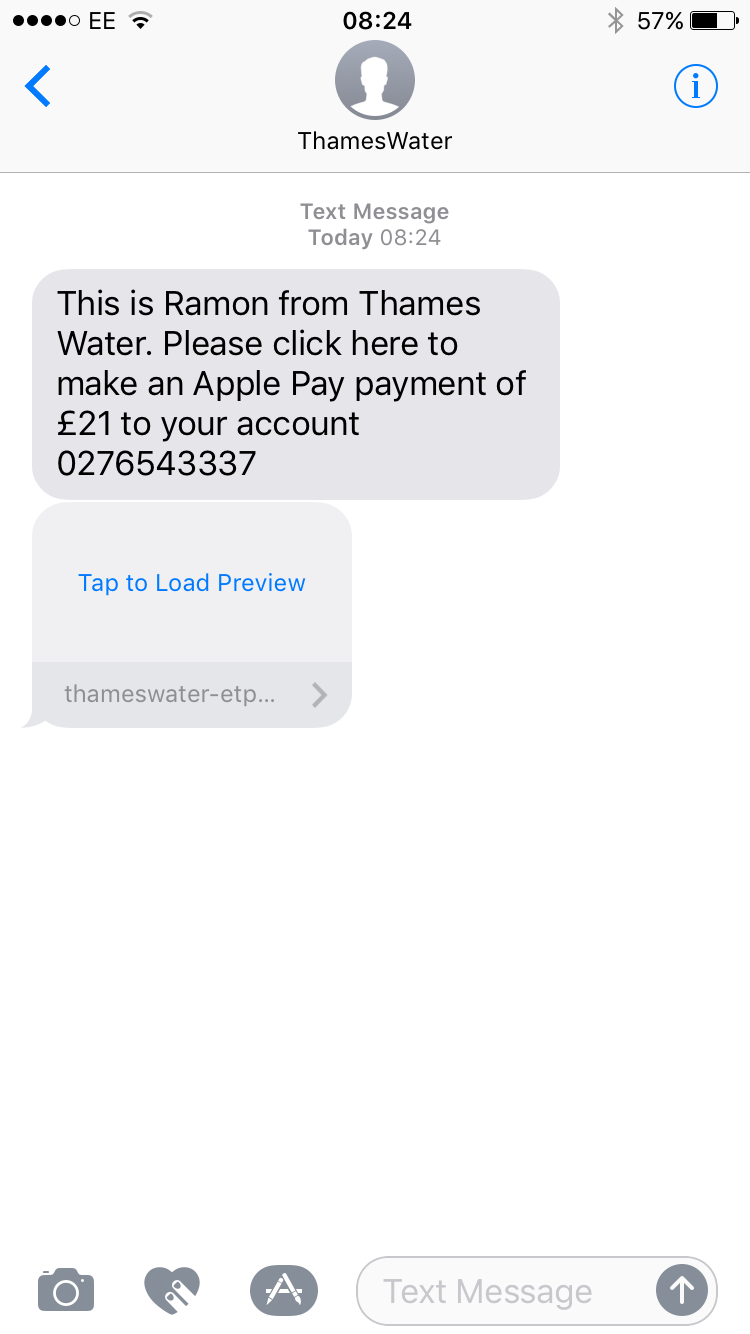 EE 08:24 57%
ThamesWater
Text Message
Today 08:24
This is Ramon from Thames
Water. Please click here to
make an Apple Pay payment of
£21 to your account
0276543337
Tap to Load Preview
thameswater-etp...
Text Message